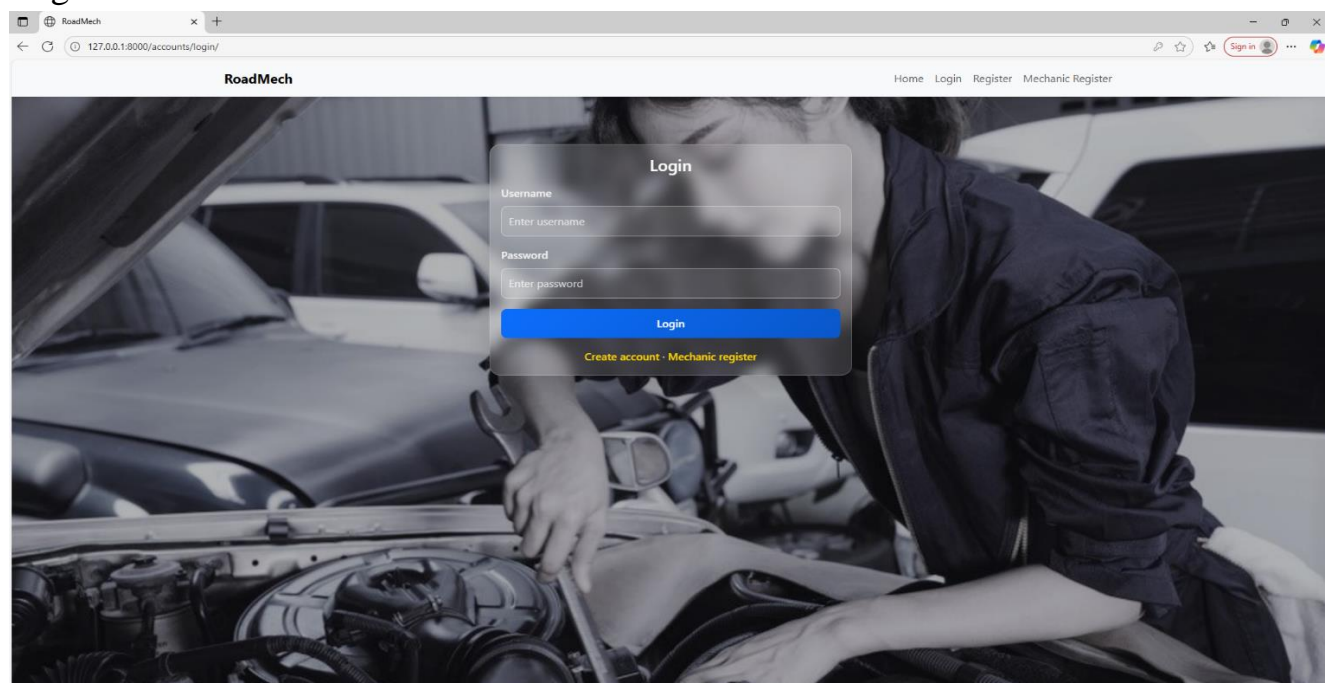 RoadMech
127.0.0.1:8000/accounts/login/
Sign in
RoadMech
Home Login Register Mechanic Register
Login
Username
Enter username
Password
Enter password
Login
Create account · Mechanic register